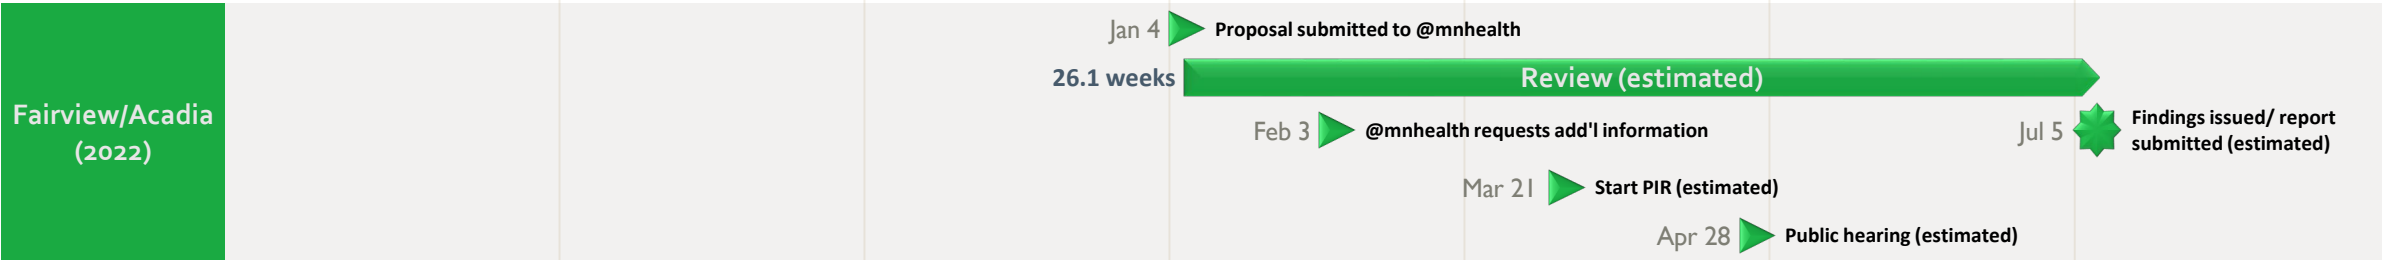 Fairview/Acadia
(2022)
Jan 4 Proposal submitted to @mnhealth
26.1 weeks Review (estimated)
Feb 3 @mnhealth requests add'l information
Jul 5 Findings issued/ report
submitted (estimated)
Mar 21 Start PIR (estimated)
Apr 28 Public hearing (estimated)